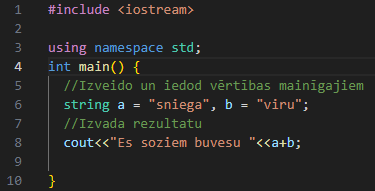 1 #include <iostream>
2
3 using namespace std;
4 int main() {
5 //Izveido un iedod vērtības mainīgajiem
6 string a = "sniega", b = "viru";
7 //Izvada rezultatu
8 cout<<"Es soziem buvesu "<<a+b;
9
10 }